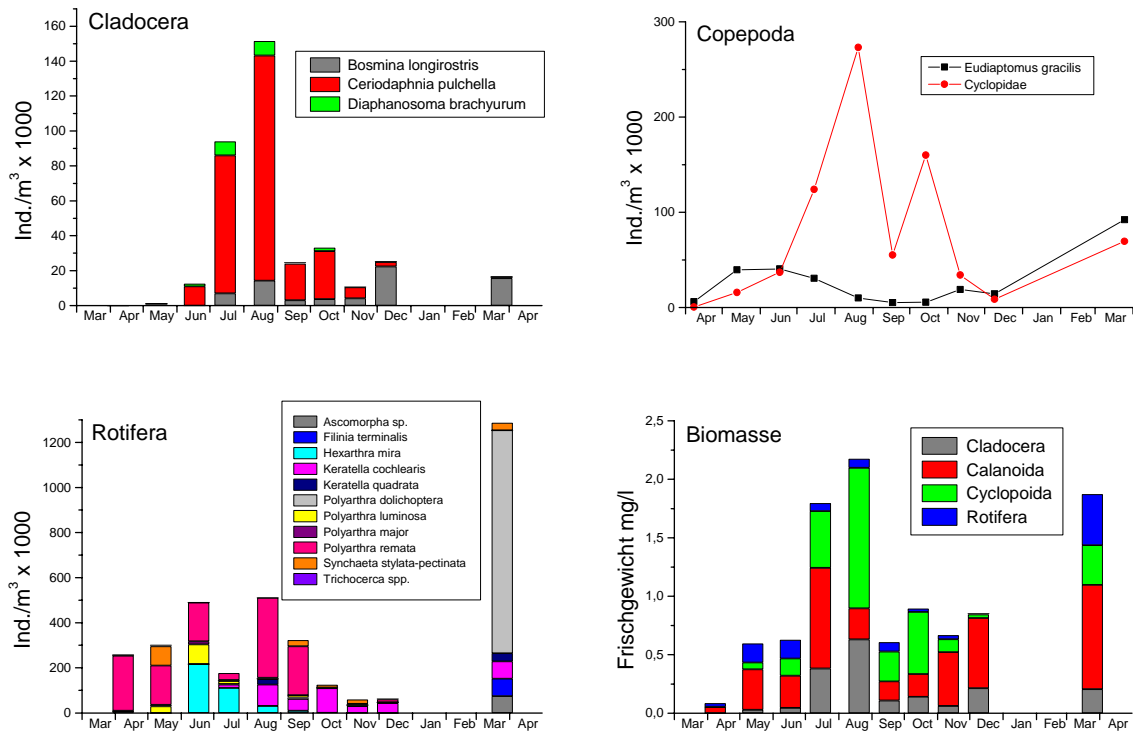 Cladocera
Ind./m³ x 1000
160
140
120
100
80
60
40
20
0
Bosmina longirostris
Ceriodaphnia pulchella
Diaphanosoma brachyurum
Mar Apr May Jun Jul Aug Sep Oct Nov Dec Jan Feb Mar Apr
Copepoda
Ind./m³ x 1000
300
200
100
0
Eudiaptomus gracilis
Cyclopidae
Apr May Jun Jul Aug Sep Oct Nov Dec Jan Feb Mar
Rotifera
Ind./m³ x 1000
1200
1000
800
600
400
200
0
Ascomorpha sp.
Filinia terminalis
Hexarthra mira
Keratella cochlearis
Keratella quadrata
Polyarthra dolichoptera
Polyarthra luminosa
Polyarthra major
Polyarthra remata
Synchaeta stylata-pectinata
Trichocerca spp.
Mar Apr May Jun Jul Aug Sep Oct Nov Dec Jan Feb Mar Apr
Biomasse
Frischgewicht mg/l
2,5
2,0
1,5
1,0
0,5
0,0
Cladocera
Calanoida
Cyclopoida
Rotifera
Mar Apr May Jun Jul Aug Sep Oct Nov Dec Jan Feb Mar Apr